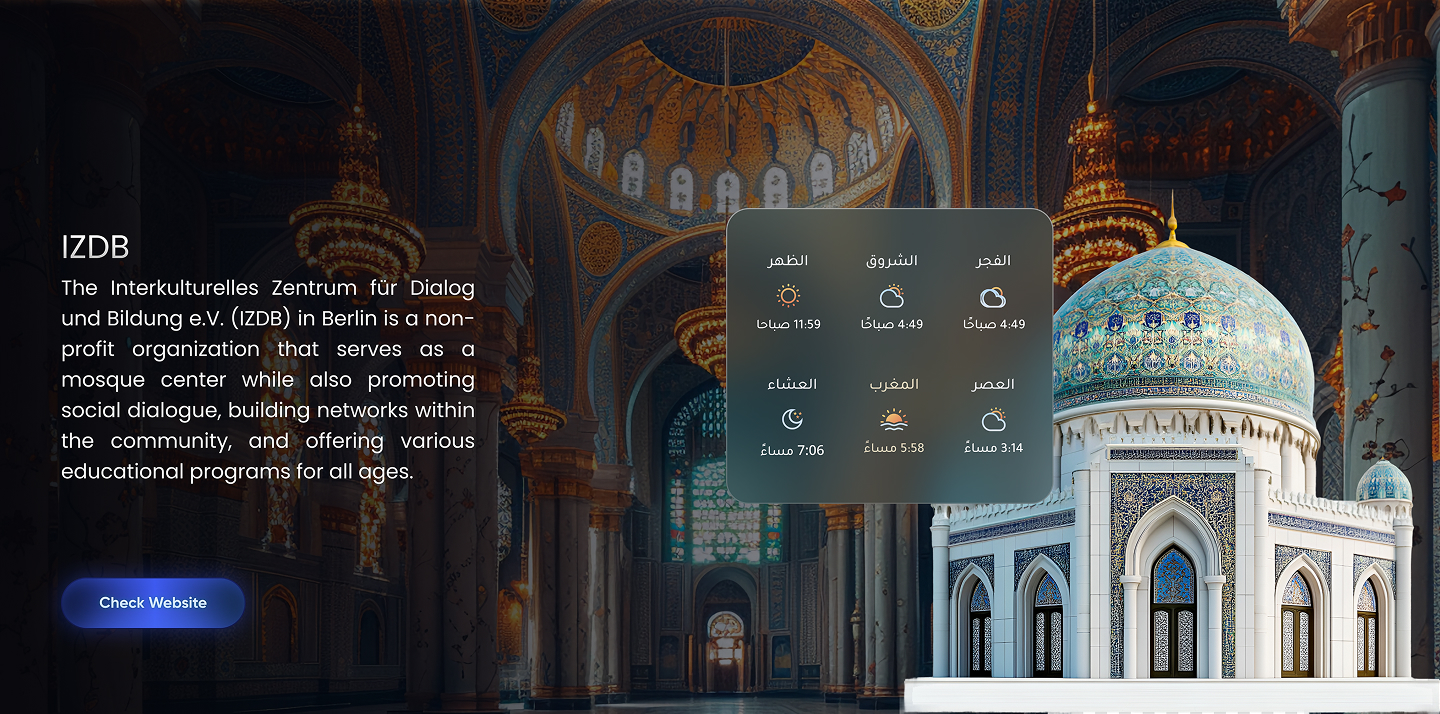 IZDB
The Interkulturelles Zentrum für Dialog
und Bildung e.V. (IZDB) in Berlin is a non-
profit organization that serves as a
mosque center while also promoting
social dialogue, building networks within
the community, and offering various
educational programs for all ages.
Check Website
الفجر الشروق الظهر
4:49 صباحًا 4:49 صباحًا 11:59 صباحا
العصر المغرب العشاء
3:14 مساءً 5:58 مساءً 7:06 مساءً